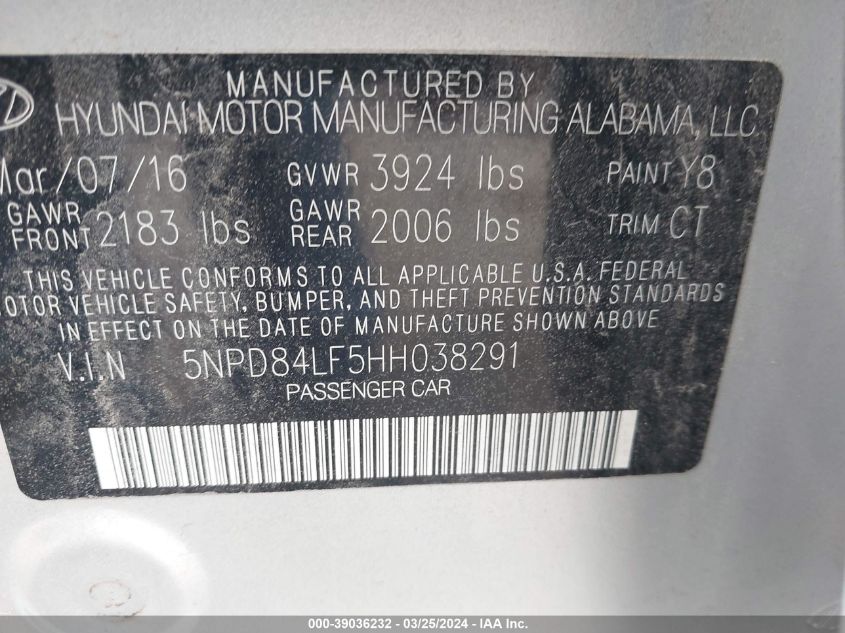 MANUFACTURED BY
HYUNDAI MOTOR MANUFACTURING ALABAMA, LLC
Mar/07/16 GVWR 3924 lbs PAINT Y8
GAWR FRONT 2183 lbs GAWR REAR 2006 lbs TRIM CT
THIS VEHICLE CONFORMS TO ALL APPLICABLE U.S.A. FEDERAL
MOTOR VEHICLE SAFETY, BUMPER, AND THEFT PREVENTION STANDARDS
IN EFFECT ON THE DATE OF MANUFACTURE SHOWN ABOVE
V.I.N 5NPD84LF5HH038291
PASSENGER CAR
000-39036232 - 03/25/2024 - IAA Inc.